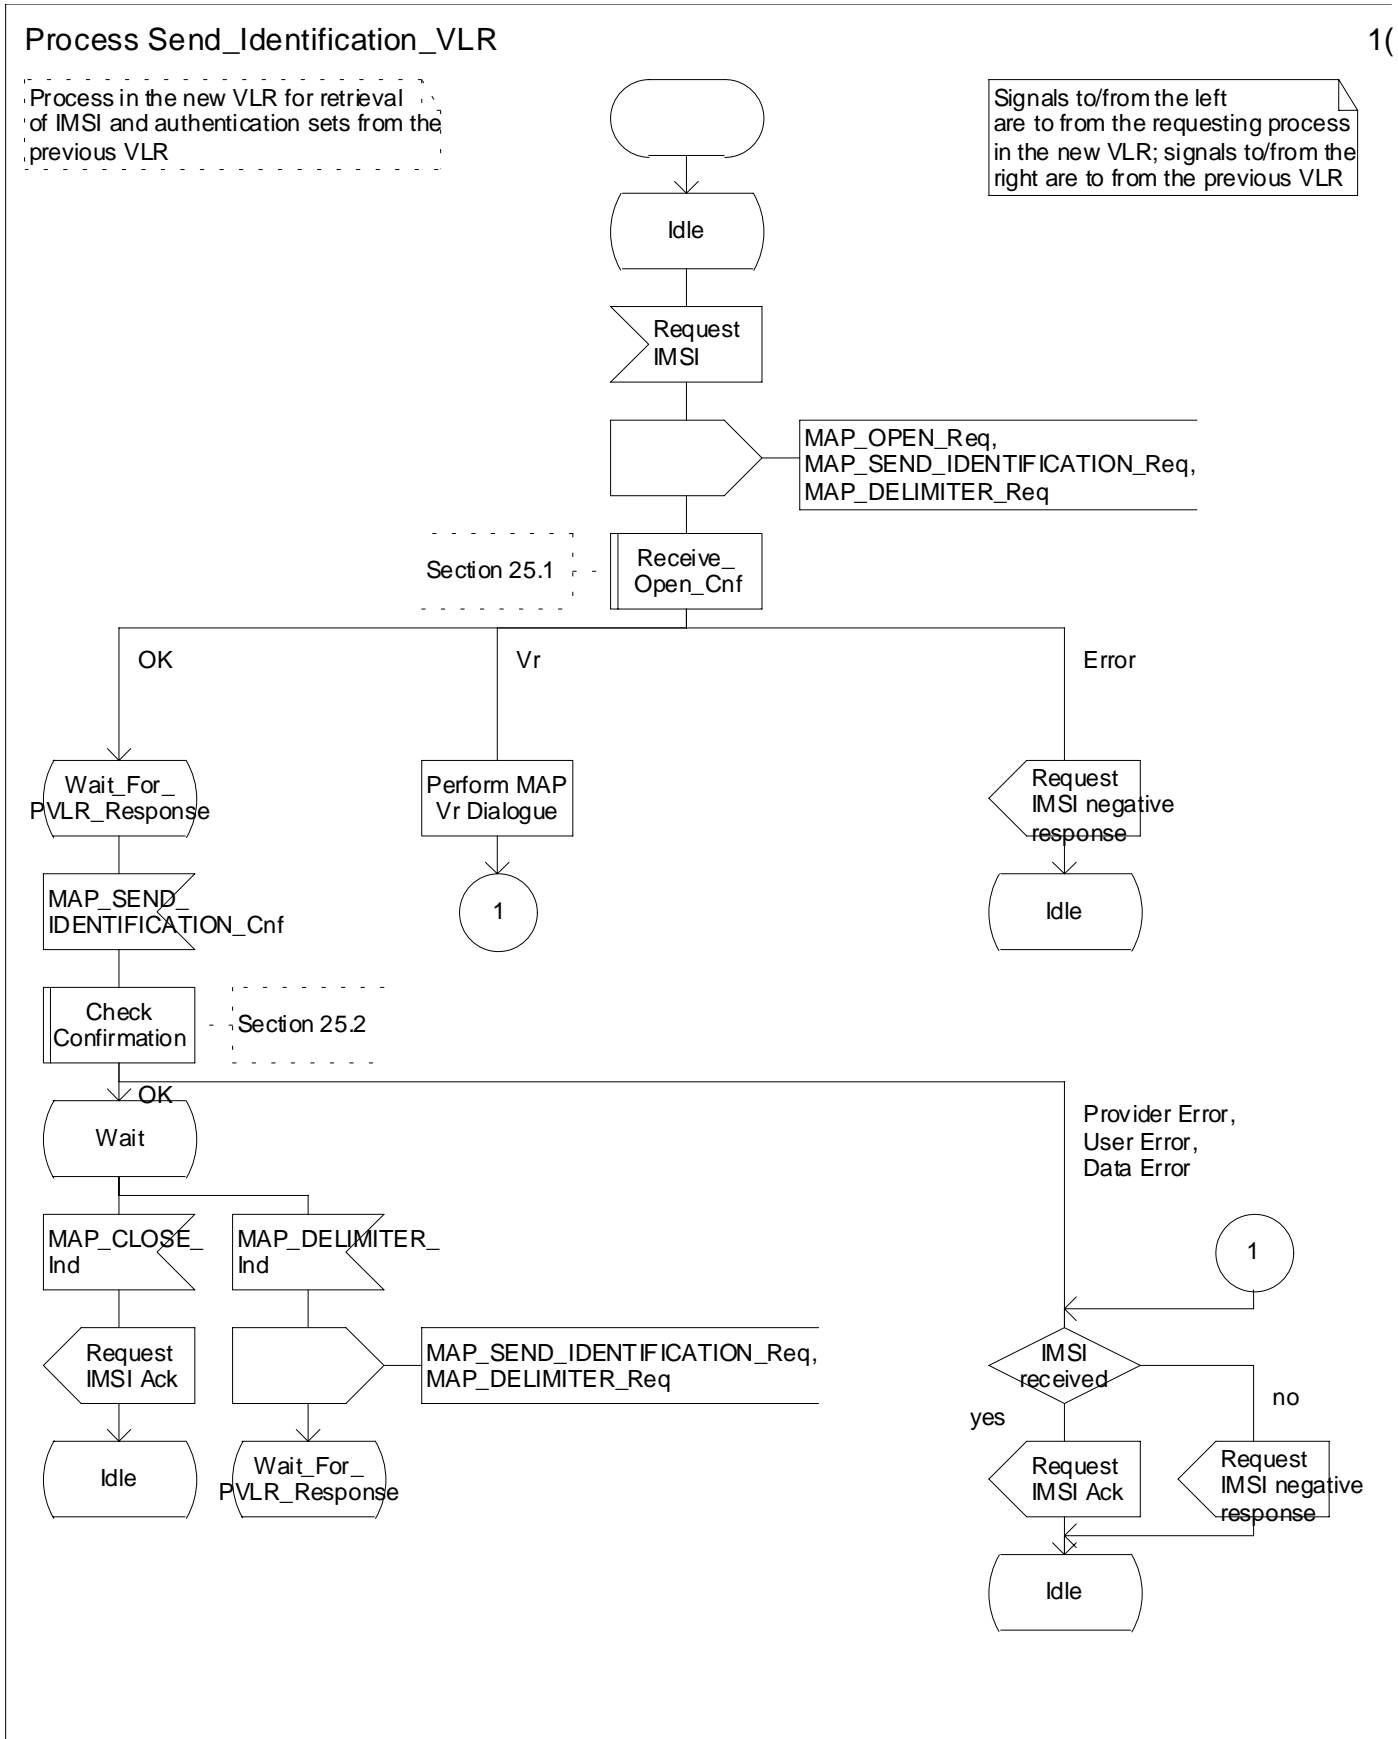 Process Send_Identification_VLR
1(
Process in the new VLR for retrieval
of IMSI and authentication sets from the
previous VLR
Signals to/from the left
are to from the requesting process
in the new VLR; signals to/from the
right are to from the previous VLR
Idle
Request
IMSI
MAP_OPEN_Req,
MAP_SEND_IDENTIFICATION_Req,
MAP_DELIMITER_Req
Section 25.1
Receive_
Open_Cnf
OK
Vr
Error
Wait_For_
PVLR_Response
Perform MAP
Vr Dialogue
Request
IMSI negative
response
MAP_SEND_
IDENTIFICATION_Cnf
1
Idle
Check
Confirmation
Section 25.2
OK
Wait
Provider Error,
User Error,
Data Error
MAP_CLOSE_
Ind
MAP_DELIMITER_
Ind
1
Request
IMSI Ack
MAP_SEND_IDENTIFICATION_Req,
MAP_DELIMITER_Req
IMSI
received
yes
no
Idle
Wait_For_
PVLR_Response
Request
IMSI Ack
Request
IMSI negative
response
Idle